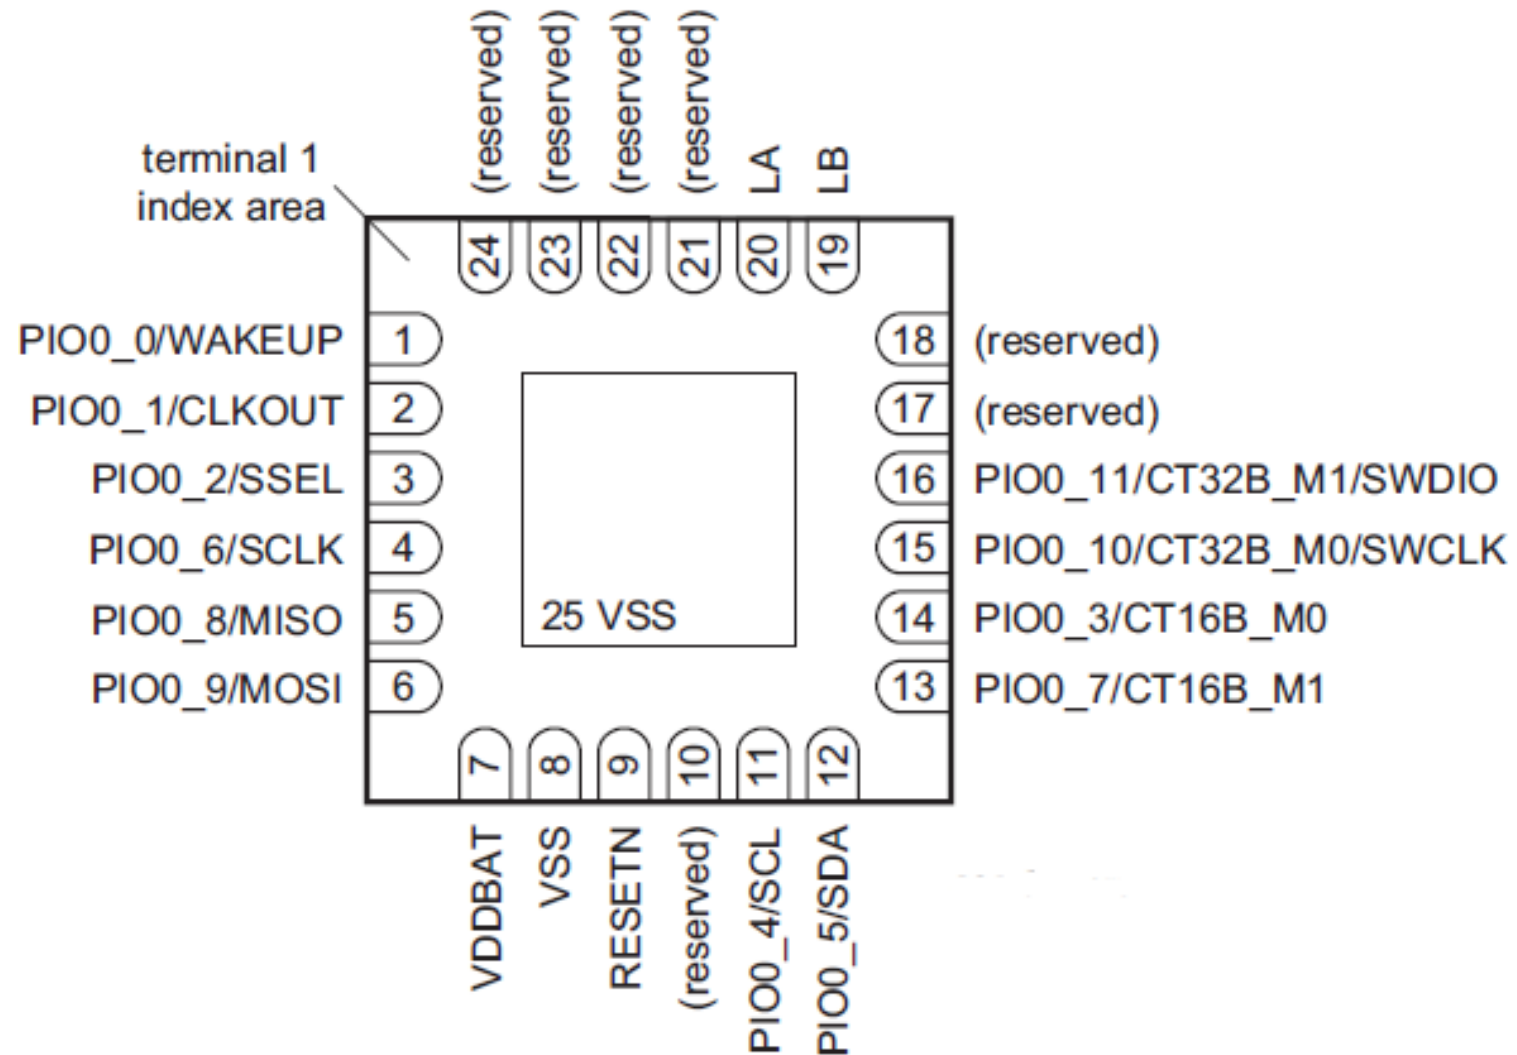 (reserved)
(reserved)
(reserved)
(reserved)
LA
LB
terminal 1
index area
24
23
22
21
20
19
PIO0_0/WAKEUP 1
18 (reserved)
PIO0_1/CLKOUT 2
17 (reserved)
PIO0_2/SSEL 3
16 PIO0_11/CT32B_M1/SWDIO
PIO0_6/SCLK 4
15 PIO0_10/CT32B_M0/SWCLK
PIO0_8/MISO 5
25 VSS
14 PIO0_3/CT16B_M0
PIO0_9/MOSI 6
13 PIO0_7/CT16B_M1
7
8
9
10
11
12
VDDBAT
VSS
RESETN
(reserved)
PIO0_4/SCL
PIO0_5/SDA